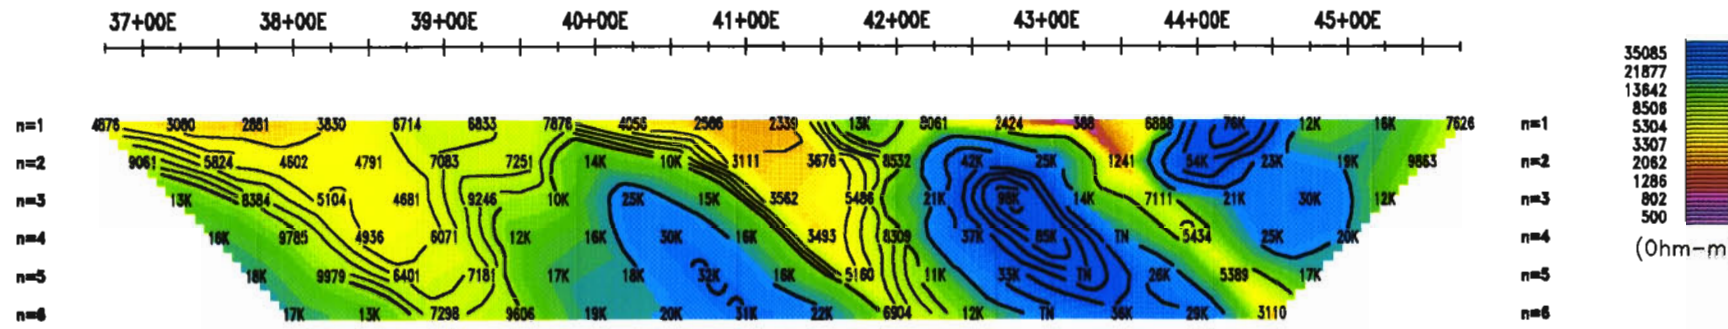 37+00E 38+00E 39+00E 40+00E 41+00E 42+00E 43+00E 44+00E 45+00E
35085
21877
13642
8506
5304
3307
2062
1286
802
500
(Ohm-m
n=1 4876 3080 2881 3830 6714 6833 7876 4056 2566 2339 13K 8061 2424 388 6888 76K 12K 16K 7626 n=1
n=2 9061 5824 4602 4791 7083 7251 14K 10K 3111 3676 8532 42K 25K 1241 54K 23K 19K 9863 n=2
n=3 13K 8384 5104 4681 9246 10K 25K 15K 3562 5486 21K 98K 14K 7111 21K 30K 12K n=3
n=4 16K 9785 4936 6071 12K 16K 30K 16K 3493 8309 37K 85K TN 5434 25K 20K n=4
n=5 18K 9979 6401 7181 17K 18K 32K 16K 5160 11K 33K TN 26K 5389 17K n=5
n=6 17K 13K 7298 9606 19K 20K 31K 22K 6904 12K TN 36K 29K 3110 n=6